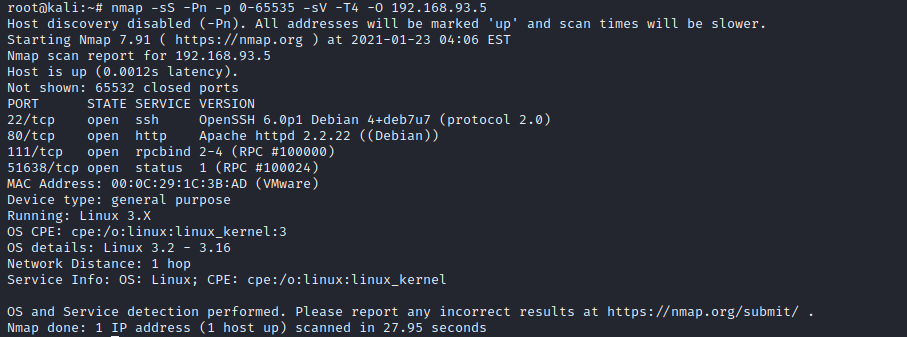 root@kali:~# nmap -sS -Pn -p 0-65535 -sV -T4 -O 192.168.93.5
Host discovery disabled (-Pn). All addresses will be marked 'up' and scan times will be slower.
Starting Nmap 7.91 ( https://nmap.org ) at 2021-01-23 04:06 EST
Nmap scan report for 192.168.93.5
Host is up (0.0012s latency).
Not shown: 65532 closed ports
PORT      STATE SERVICE VERSION
22/tcp    open  ssh     OpenSSH 6.0p1 Debian 4+deb7u7 (protocol 2.0)
80/tcp    open  http    Apache httpd 2.2.22 ((Debian))
111/tcp   open  rpcbind 2-4 (RPC #100000)
51638/tcp open  status  1 (RPC #100024)
MAC Address: 00:0C:29:1C:3B:AD (VMware)
Device type: general purpose
Running: Linux 3.X
OS CPE: cpe:/o:linux:linux_kernel:3
OS details: Linux 3.2 - 3.16
Network Distance: 1 hop
Service Info: OS: Linux; CPE: cpe:/o:linux:linux_kernel

OS and Service detection performed. Please report any incorrect results at https://nmap.org/submit/ .
Nmap done: 1 IP address (1 host up) scanned in 27.95 seconds